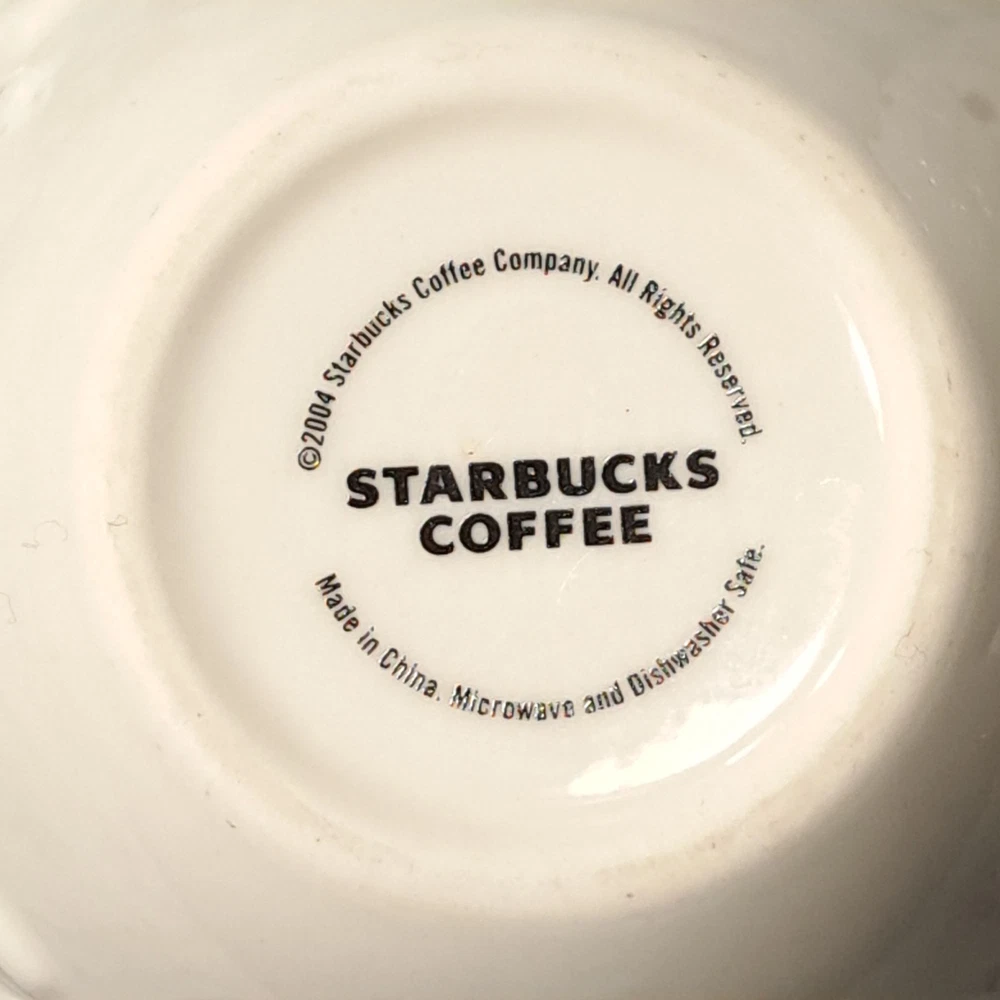 ©2004 Starbucks Coffee Company. All Rights Reserved.
STARBUCKS
COFFEE
Made in China. Microwave and Dishwasher Safe.